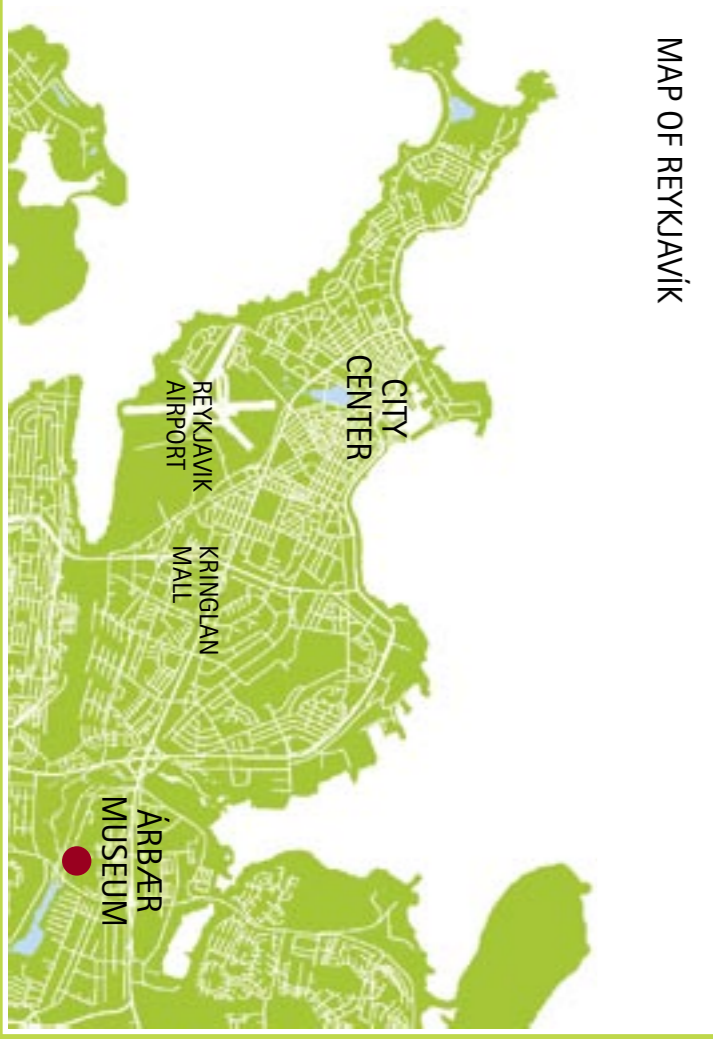 MAP OF REYKJAVÍK
CITY
CENTER
REYKJAVIK
AIRPORT
KRINGLAN
MALL
ÁRBÆR
MUSEUM